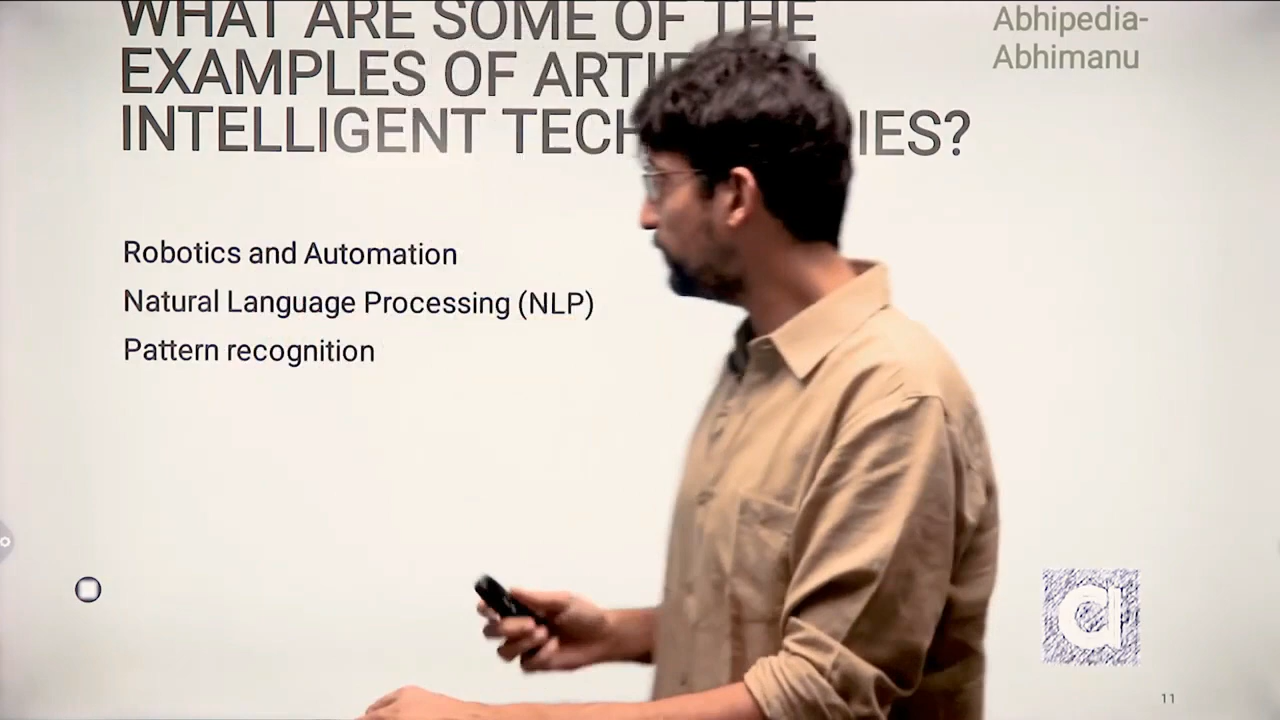 WHAT ARE SOME OF THE
EXAMPLES OF
INTELLIGENT
Abhipedia-
Abhimanu
Robotics and Automation
Natural Language Processing (NLP)
Pattern recognition
11